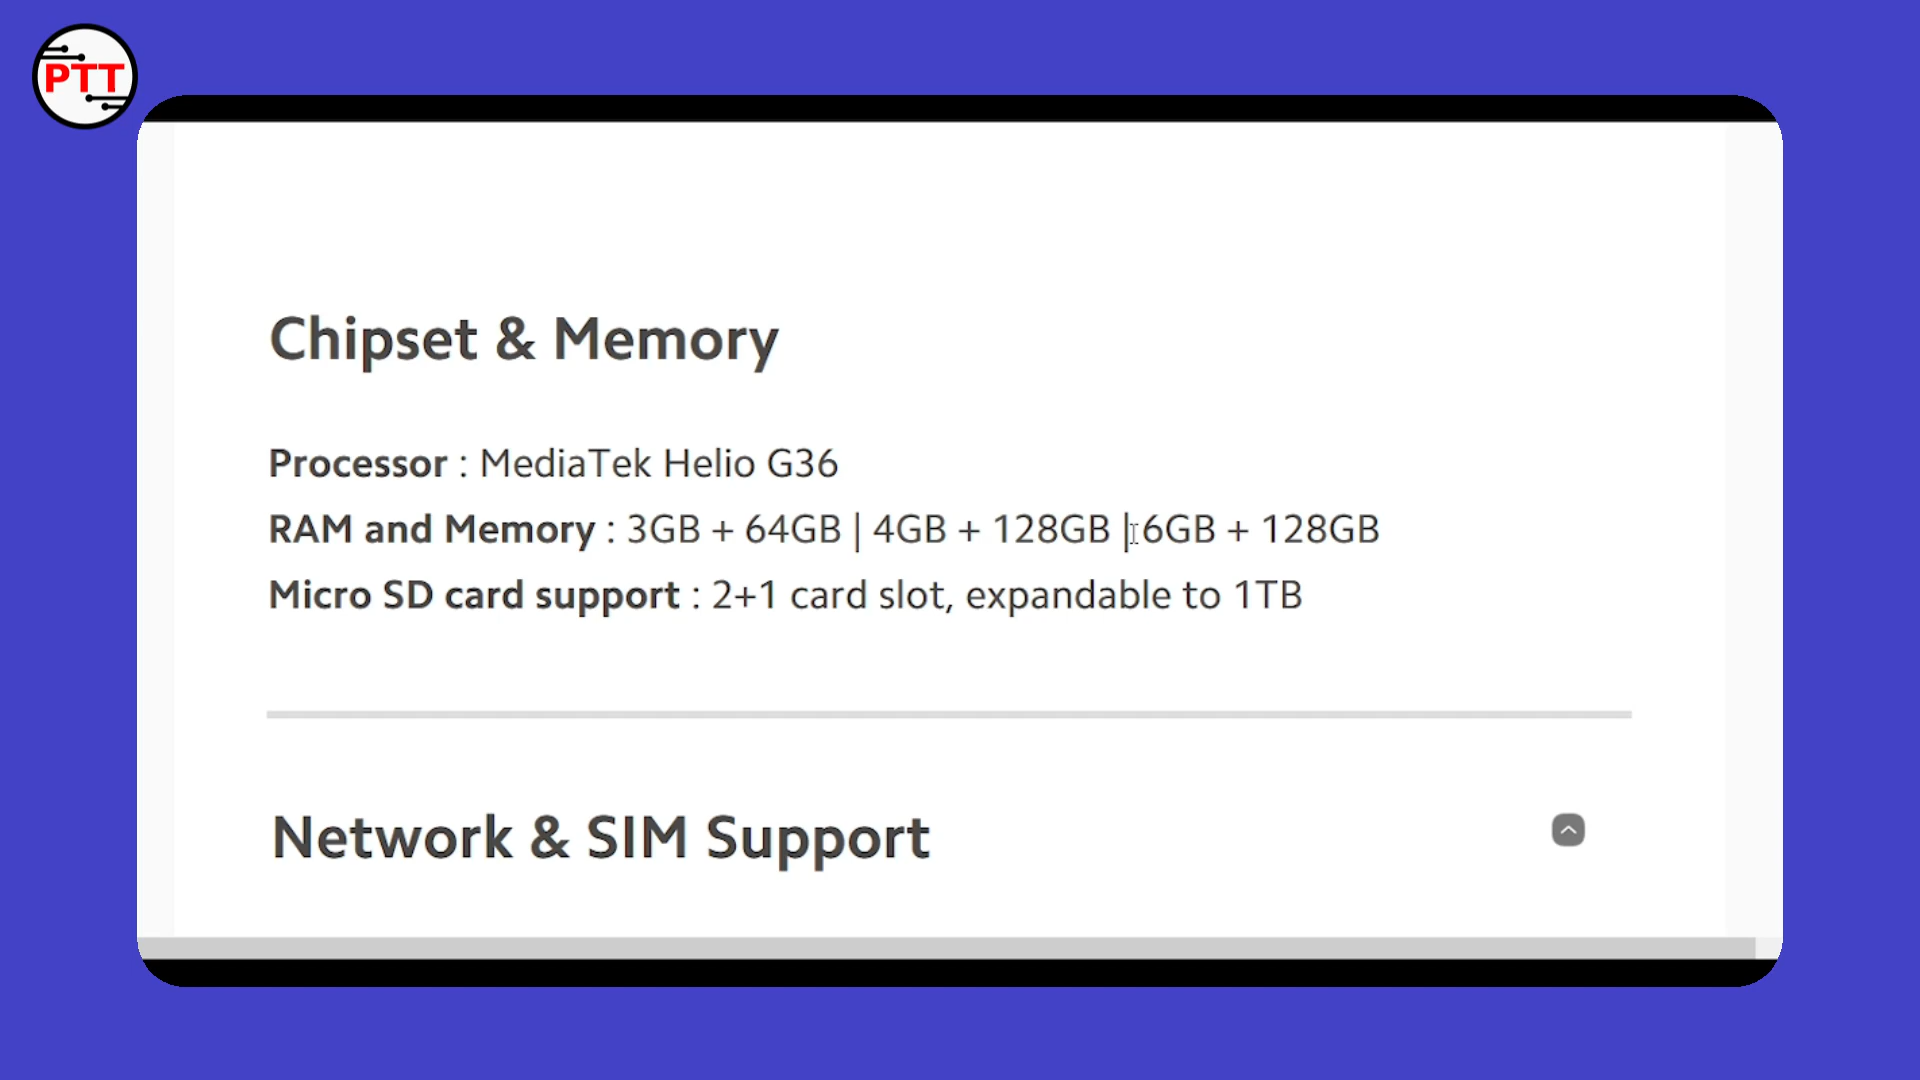 PTT
Chipset & Memory
Processor : MediaTek Helio G36
RAM and Memory : 3GB + 64GB | 4GB + 128GB | 6GB + 128GB
Micro SD card support : 2+1 card slot, expandable to 1TB
Network & SIM Support